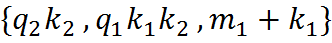 {q₂k₂ , q₁k₁k₂ , m₁ + k₁}